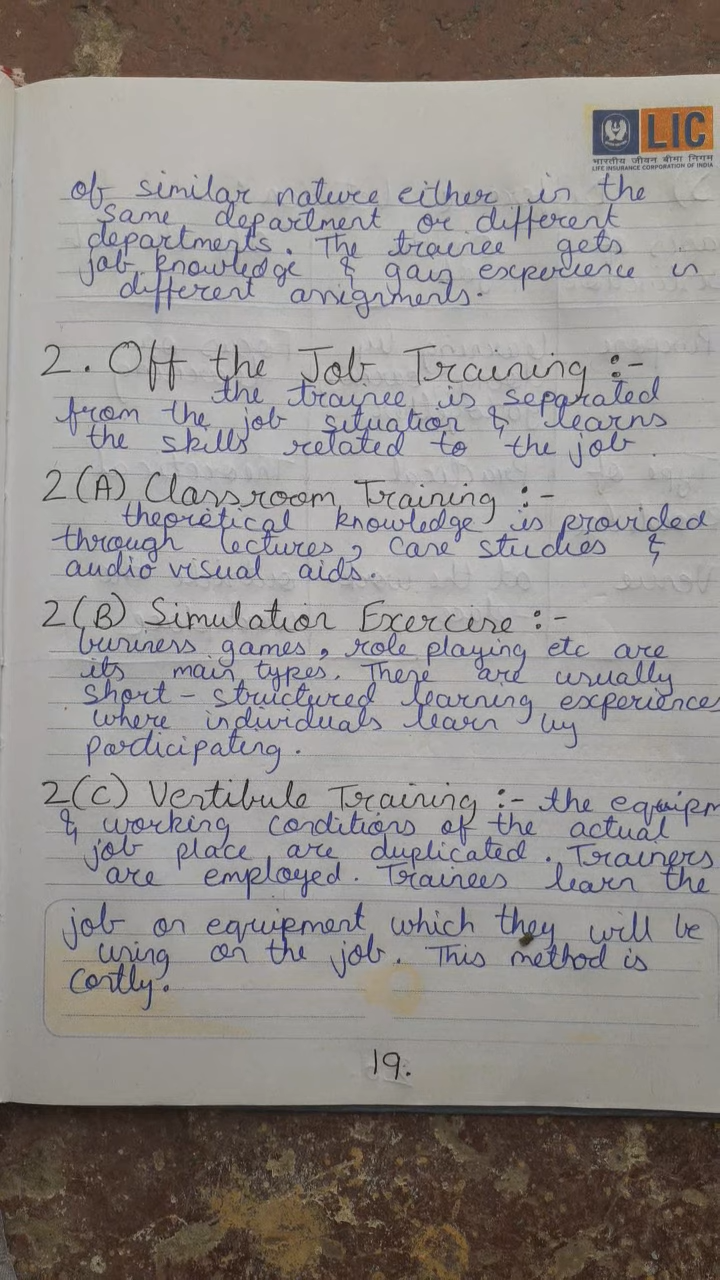 LIC
भारतीय जीवन बीमा निगम
LIFE INSURANCE CORPORATION OF INDIA
of similar nature either in the
same department or different
departments. The trainee gets
job knowledge & gain experience in
different assignments.
2. Off the Job Training :-
the trainee is separated
from the job situation & learns
the skills related to the job.
2(A) Classroom Training :-
theoretical knowledge is provided
through lectures, case studies &
audio visual aids.
2(B) Simulation Exercise :-
business games, role playing etc are
its main types. These are usually
short-structured learning experiences
where individuals learn by
participating.
2(C) Vestibule Training :- the equipm
& working conditions of the actual
job place are duplicated. Trainers
are employed. Trainees learn the
job on equipment which they will be
using on the job. This method is
costly.
19.